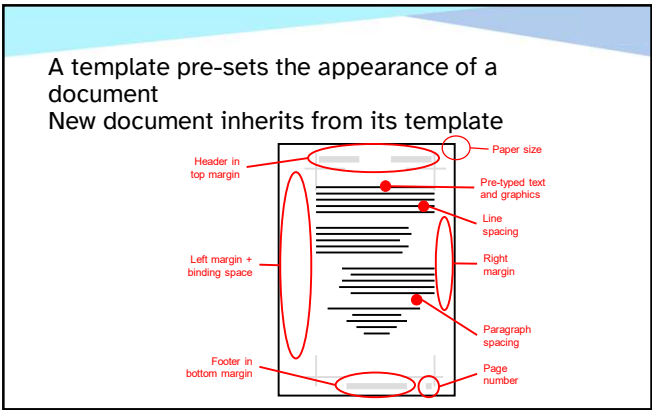 A template pre-sets the appearance of a
document
New document inherits from its template
Header in
top margin
Paper size
Pre-typed text
and graphics
Line
spacing
Left margin +
binding space
Right
margin
Paragraph
spacing
Footer in
bottom margin
Page
number